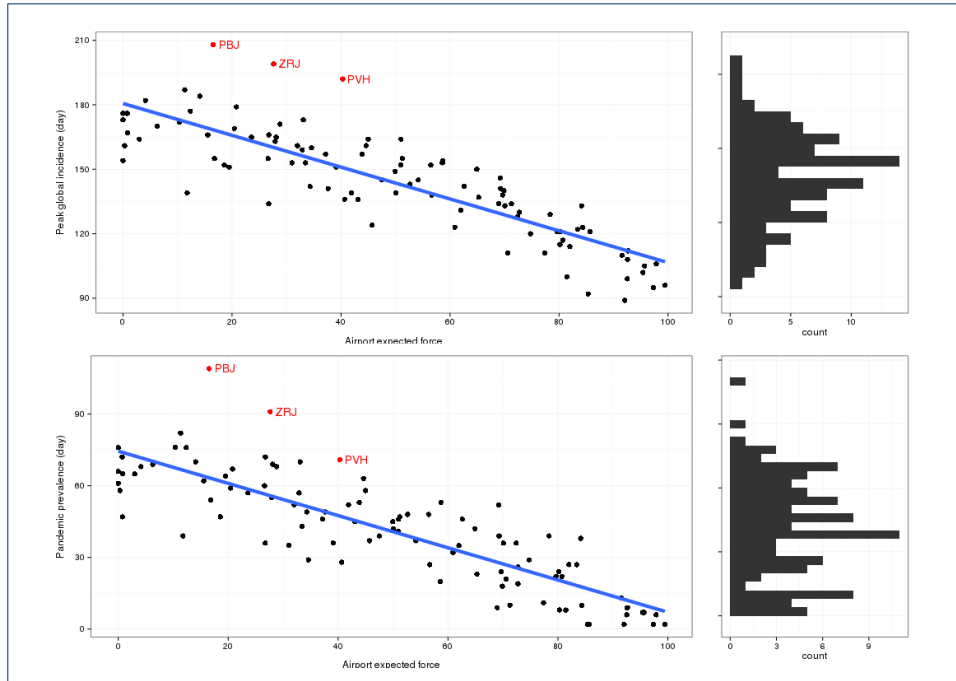 210
180
150
120
90
Peak global incidence (day)
PBJ
ZRJ
PVH
0 20 40 60 80 100
Airport expected force
0 5 10
count
90
60
30
0
Pandemic prevalence (day)
PBJ
ZRJ
PVH
0 20 40 60 80 100
Airport expected force
0 3 6 9
count